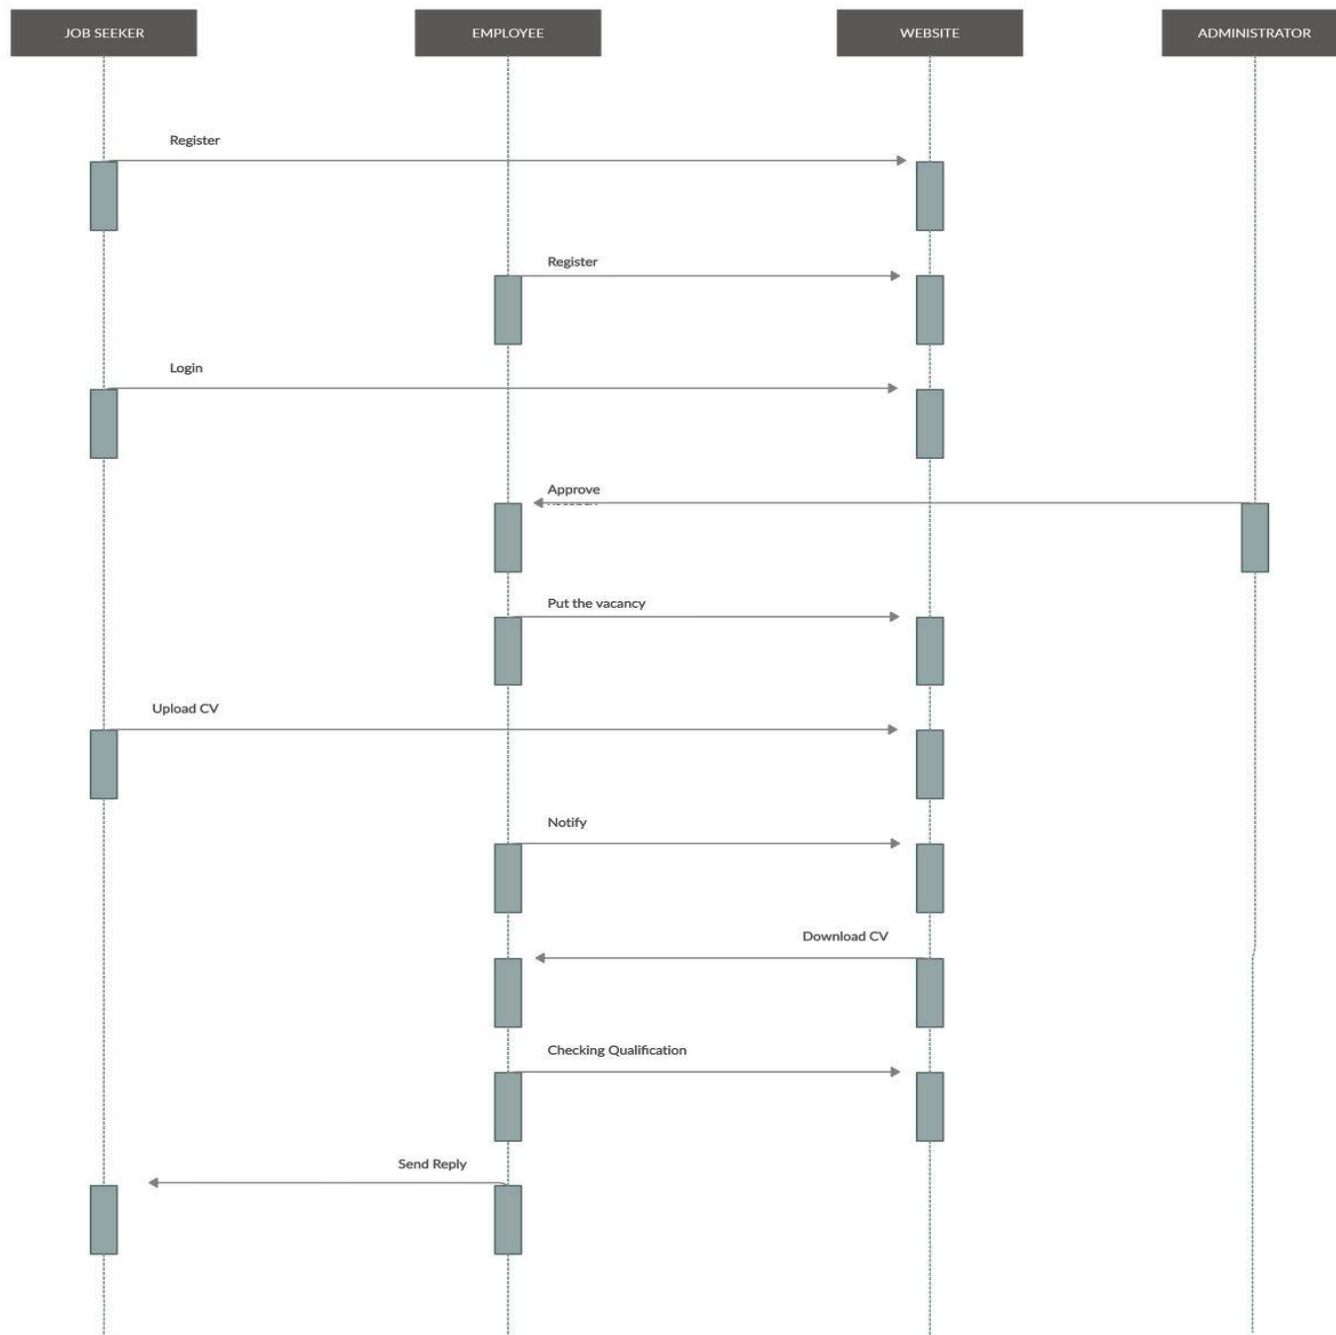 JOB SEEKER
EMPLOYEE
WEBSITE
ADMINISTRATOR
Register
Register
Login
Approve
Put the vacancy
Upload CV
Notify
Download CV
Checking Qualification
Send Reply